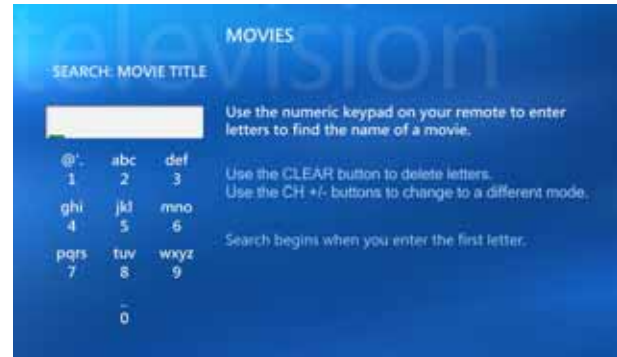 television
MOVIES
SEARCH: MOVIE TITLE
Use the numeric keypad on your remote to enter
letters to find the name of a movie.
@'. abc def
1 2 3
Use the CLEAR button to delete letters.
Use the CH +/- buttons to change to a different mode.
ghi jkl mno
4 5 6
Search begins when you enter the first letter.
pqrs tuv wxyz
7 8 9
_
0